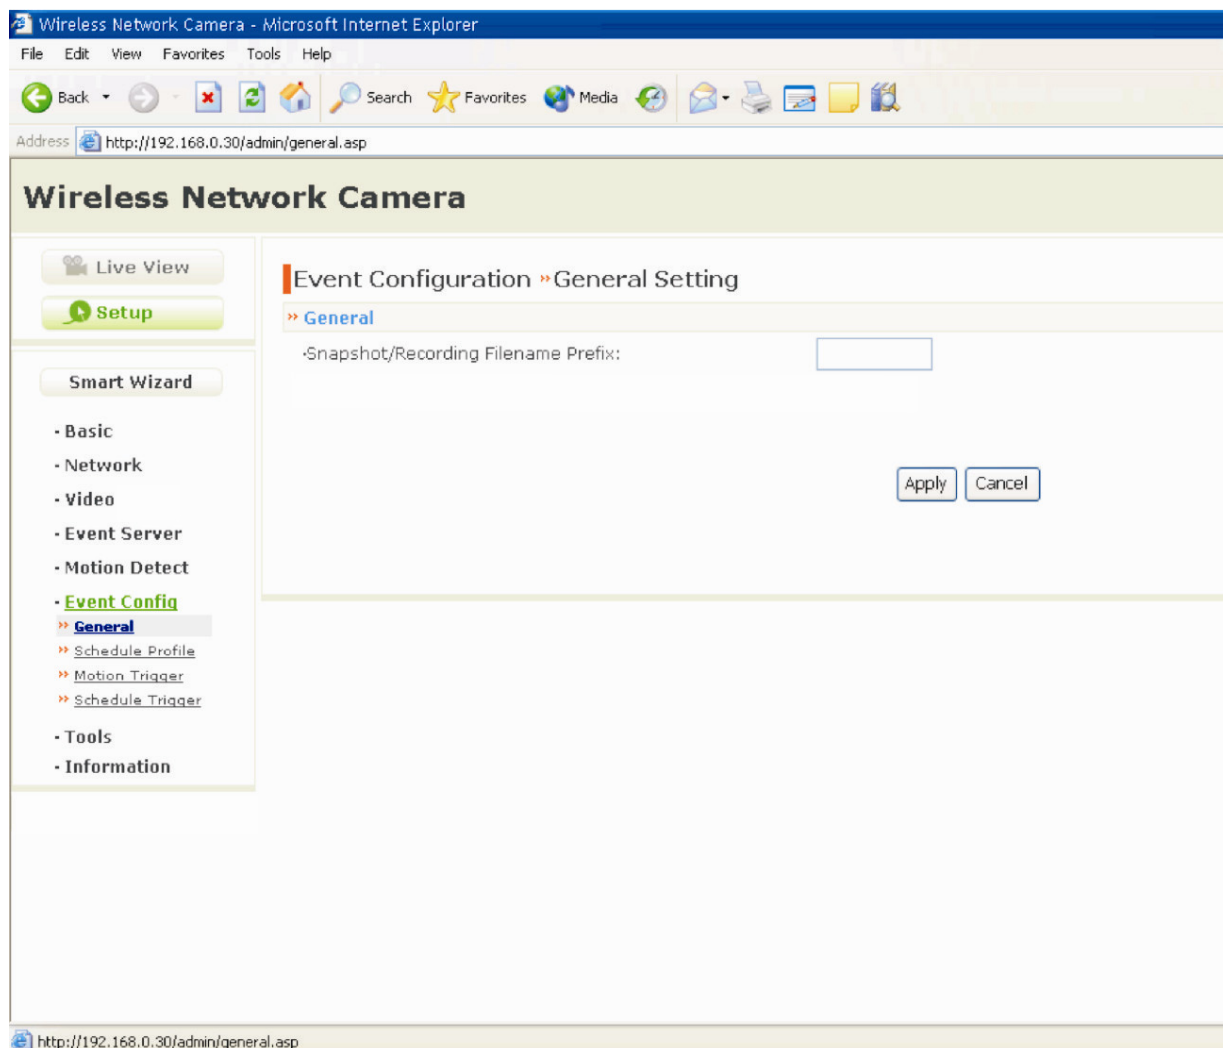 Wireless Network Camera - Microsoft Internet Explorer
File Edit View Favorites Tools Help
Back Search Favorites Media
Address http://192.168.0.30/admin/general.asp
Wireless Network Camera
Live View
Setup
Smart Wizard
- Basic
- Network
- Video
- Event Server
- Motion Detect
- Event Config
» General
» Schedule Profile
» Motion Trigger
» Schedule Trigger
- Tools
- Information
Event Configuration »General Setting
» General
·Snapshot/Recording Filename Prefix:
Apply Cancel
http://192.168.0.30/admin/general.asp